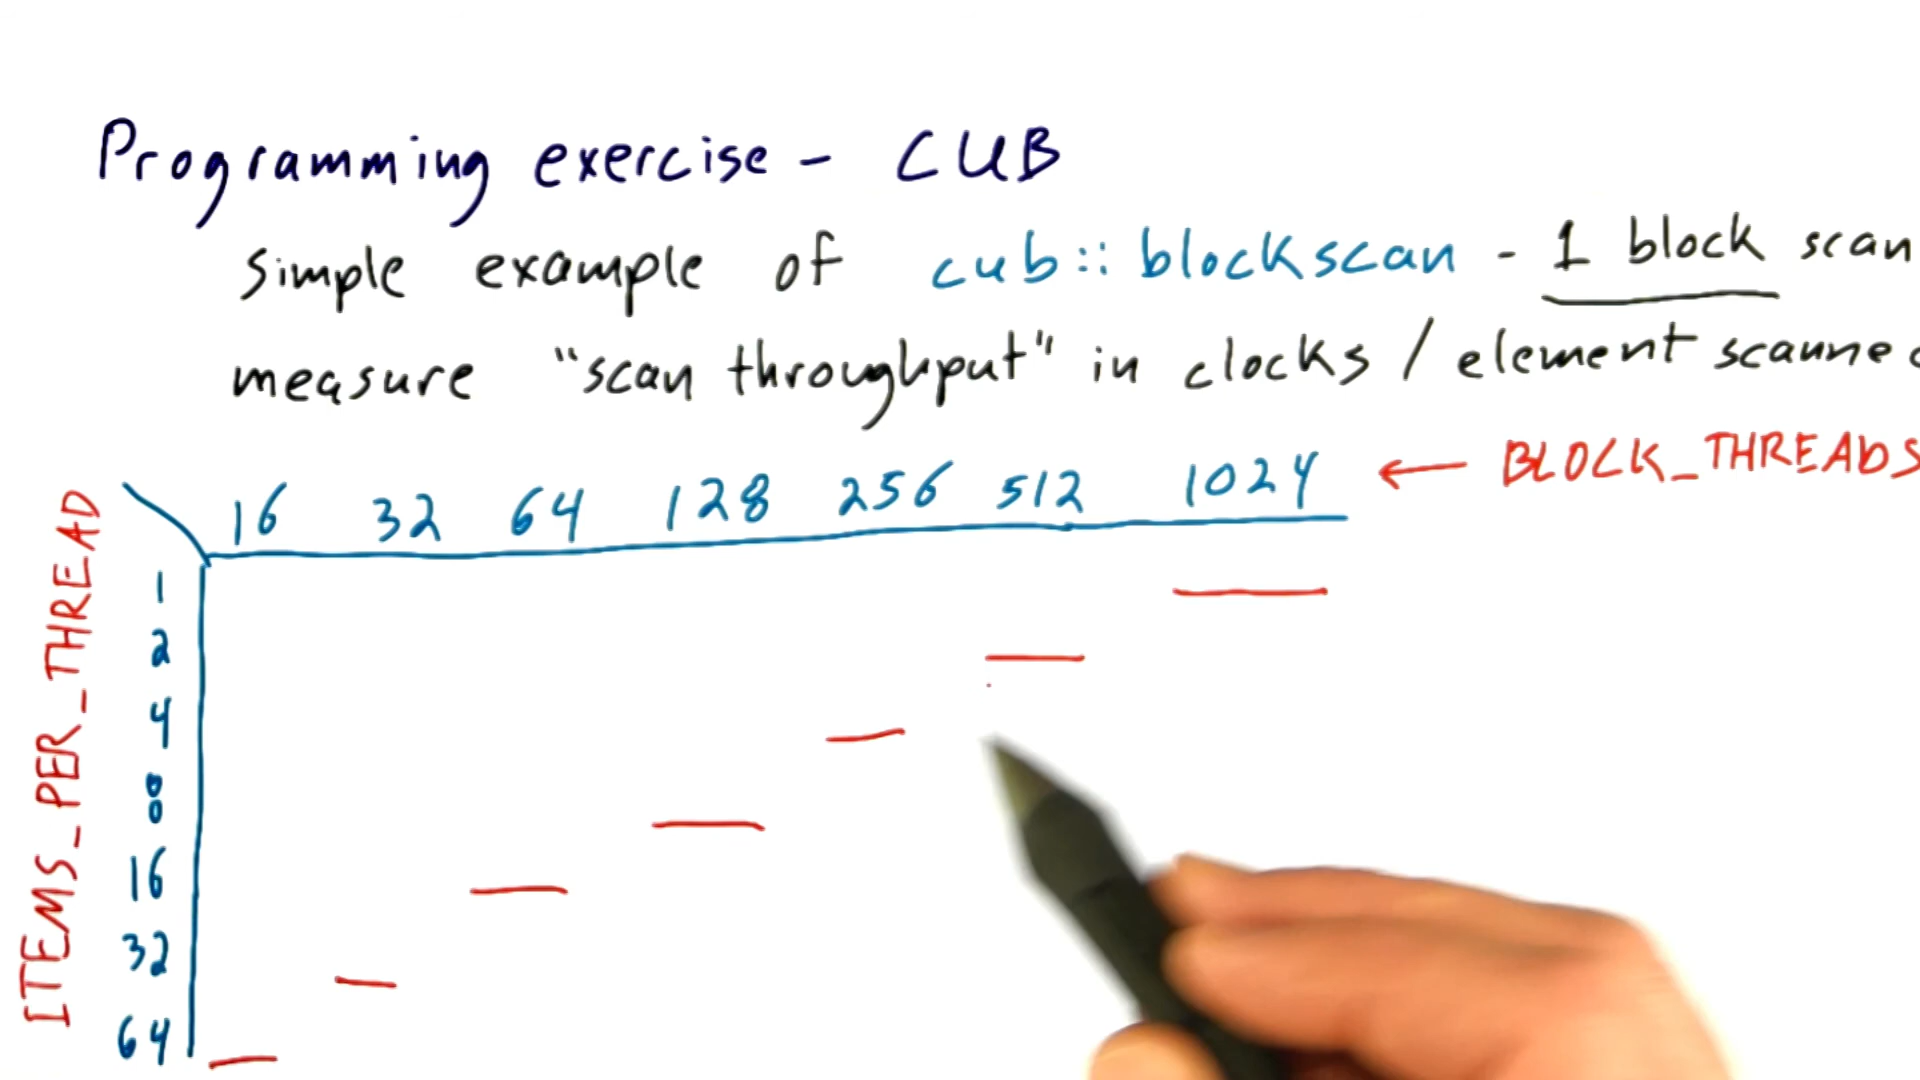 Programming exercise - CUB
simple example of cub::blockscan - 1 block scan
measure "scan throughput" in clocks / element scanned
16 32 64 128 256 512 1024 ← BLOCK_THREADS
ITEMS_PER_THREAD
1
2
4
8
16
32
64